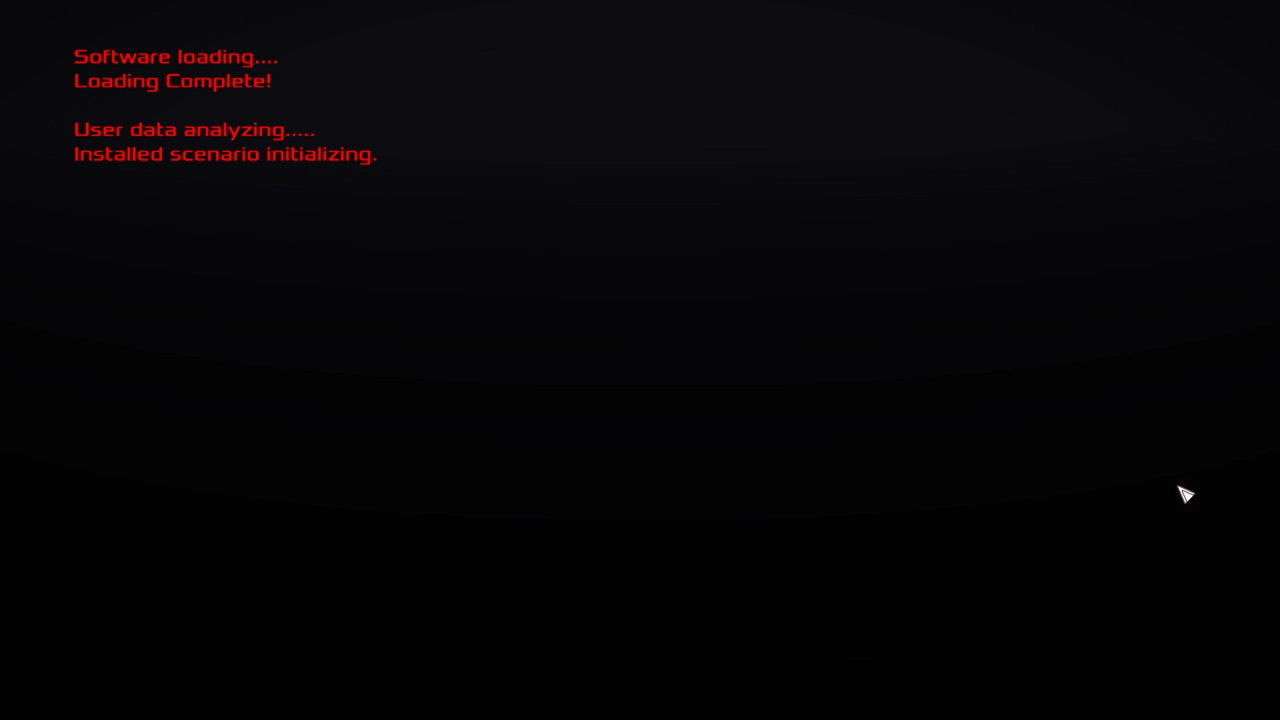 Software loading....
Loading Complete!
User data analyzing.....
Installed scenario initializing.